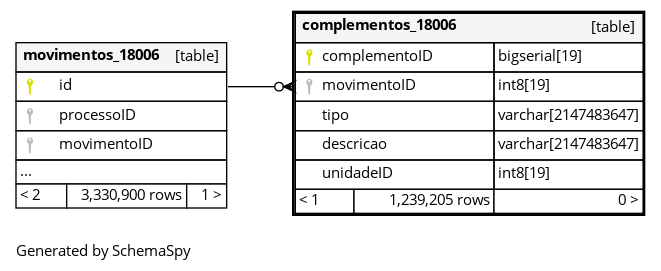 movimentos_18006 [table]
id
processoID
movimentoID
...
< 2 3,330,900 rows 1 >
complementos_18006 [table]
complementoID bigserial[19]
movimentoID int8[19]
tipo varchar[2147483647]
descricao varchar[2147483647]
unidadeID int8[19]
< 1 1,239,205 rows 0 >
Generated by SchemaSpy